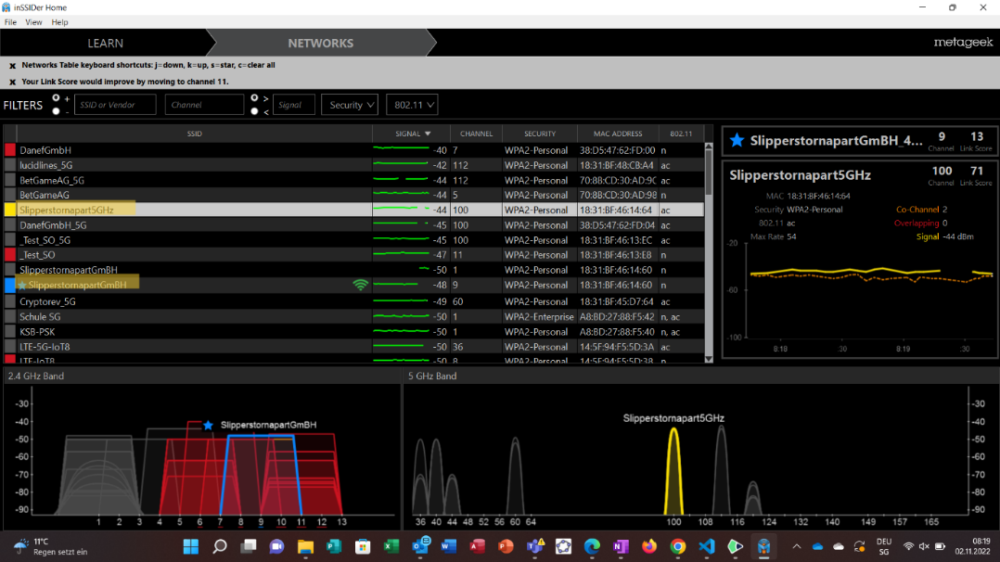 inSSIDer Home
File View Help
LEARN NETWORKS metageek
x Networks Table keyboard shortcuts: j=down, k=up, s=star, c=clear all
x Your Link Score would improve by moving to channel 11.
FILTERS + - SSID or Vendor Channel > < Signal Security 802.11
SSID SIGNAL CHANNEL SECURITY MAC ADDRESS 802.11
DanefGmbH -40 7 WPA2-Personal 38:D5:47:62:FD:00 n
lucidlines_5G -42 112 WPA2-Personal 18:31:BF:48:CB:A4 ac
BetGameAG_5G -44 112 WPA2-Personal 70:8B:CD:30:AD:9C ac
BetGameAG -44 5 WPA2-Personal 70:8B:CD:30:AD:98 n
Slipperstornapart5GHz -44 100 WPA2-Personal 18:31:BF:46:14:64 ac
DanefGmbH_5G -45 100 WPA2-Personal 38:D5:47:62:FD:04 ac
_Test_SO_5G -45 100 WPA2-Personal 18:31:BF:46:13:EC ac
_Test_SO -47 11 WPA2-Personal 18:31:BF:46:13:E8 n
SlipperstornapartGmBH -50 1 WPA2-Personal 18:31:BF:46:14:60 n
SlipperstornapartGmBH -48 9 WPA2-Personal 18:31:BF:46:14:60 n
Cryptorev_5G -49 60 WPA2-Personal 18:31:BF:45:D7:64 ac
Schule SG -50 1 WPA2-Enterprise A8:BD:27:88:F5:42 n, ac
KSB-PSK -50 1 WPA2-Personal A8:BD:27:88:F5:40 n, ac
LTE-5G-IoT8 -50 36 WPA2-Personal 14:5F:94:F5:5D:3A ac
LTE-IoT8 -50 8 WPA2-Personal 14:5F:94:F5:5D:38 n
SlipperstornapartGmBH_4... 9 13
Channel Link Score
Slipperstornapart5GHz 100 71
Channel Link Score
MAC 18:31:BF:46:14:64
Security WPA2-Personal Co-Channel 2
802.11 ac Overlapping 0
Max Rate 54 Signal -44 dBm
-20
-60
-100
8:18 :30 8:19 :30
2.4 GHz Band
SlipperstornapartGmBH
-30
-40
-50
-60
-70
-80
-90
1 2 3 4 5 6 7 8 9 10 11 12 13
5 GHz Band
Slipperstornapart5GHz
-30
-40
-50
-60
-70
-80
-90
36 40 44 48 52 56 60 64 100 108 116 124 132 140 149 157 165
11°C
Regen setzt ein
DEU
SG
08:19
02.11.2022